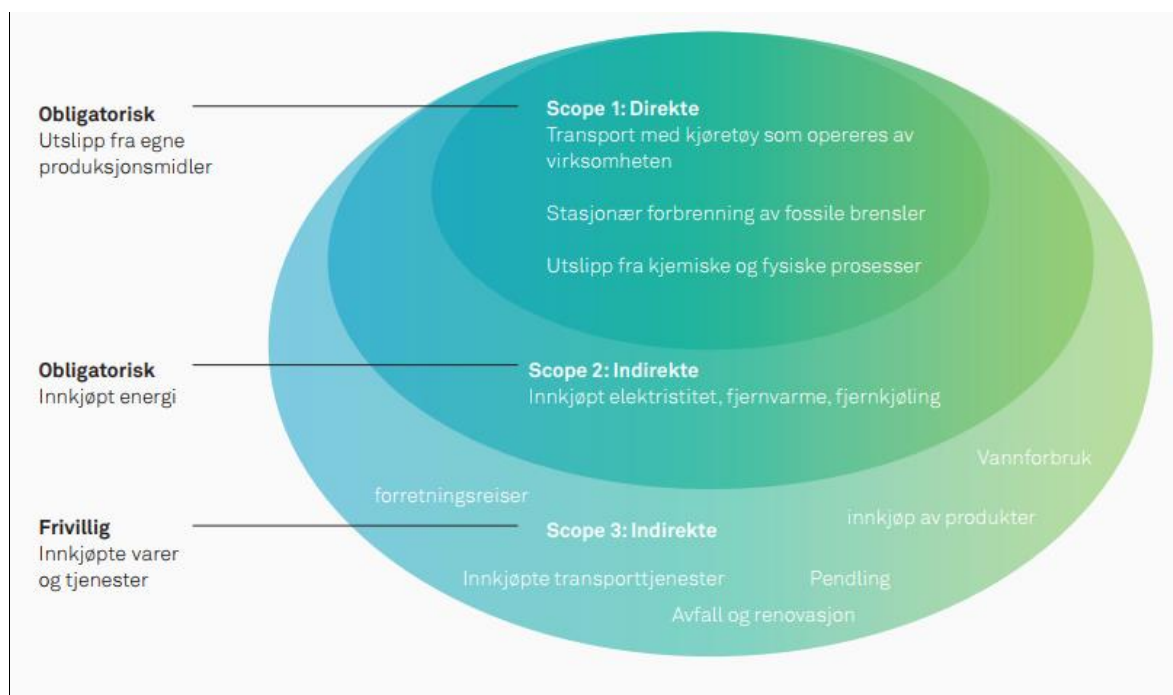 Obligatorisk
Utslipp fra egne
produksjonsmidler
Scope 1: Direkte
Transport med kjøretøy som opereres av
virksomheten
Stasjonær forbrenning av fossile brensler
Utslipp fra kjemiske og fysiske prosesser
Obligatorisk
Innkjøpt energi
Scope 2: Indirekte
Innkjøpt elektristitet, fjernvarme, fjernkjøling
Frivillig
Innkjøpte varer
og tjenester
Vannforbruk
forretningsreiser
innkjøp av produkter
Scope 3: Indirekte
Innkjøpte transporttjenester
Pendling
Avfall og renovasjon